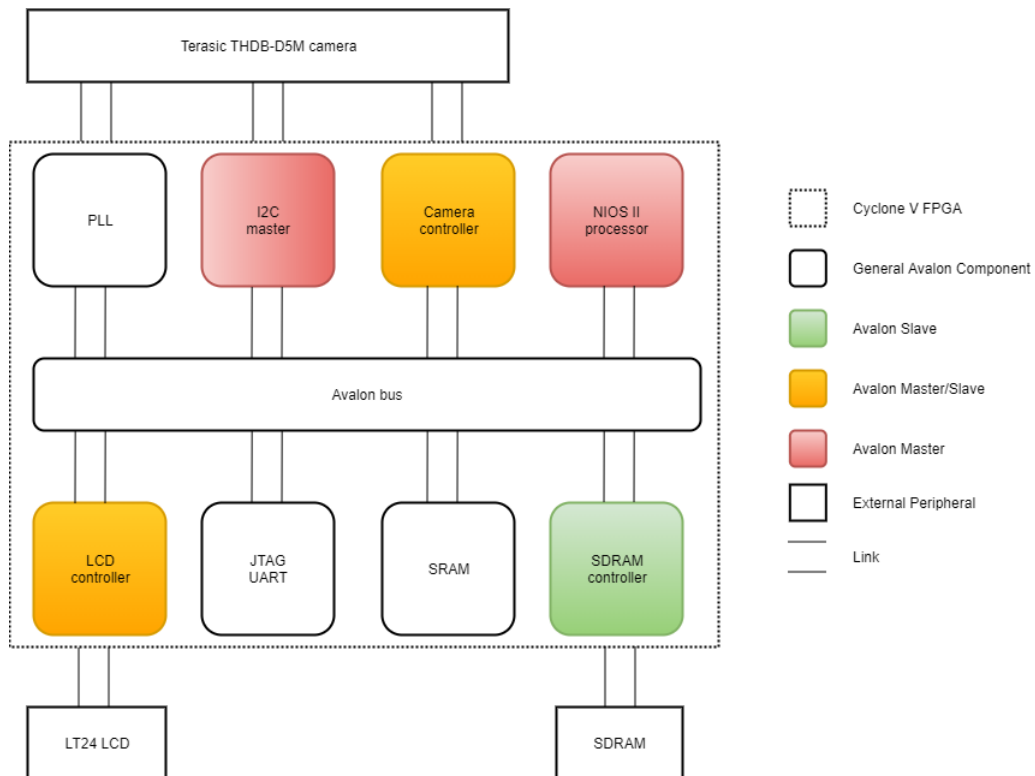 Terasic THDB-D5M camera
PLL
I2C
master
Camera
controller
NIOS II
processor
Avalon bus
LCD
controller
JTAG
UART
SRAM
SDRAM
controller
LT24 LCD
SDRAM
Cyclone V FPGA
General Avalon Component
Avalon Slave
Avalon Master/Slave
Avalon Master
External Peripheral
Link